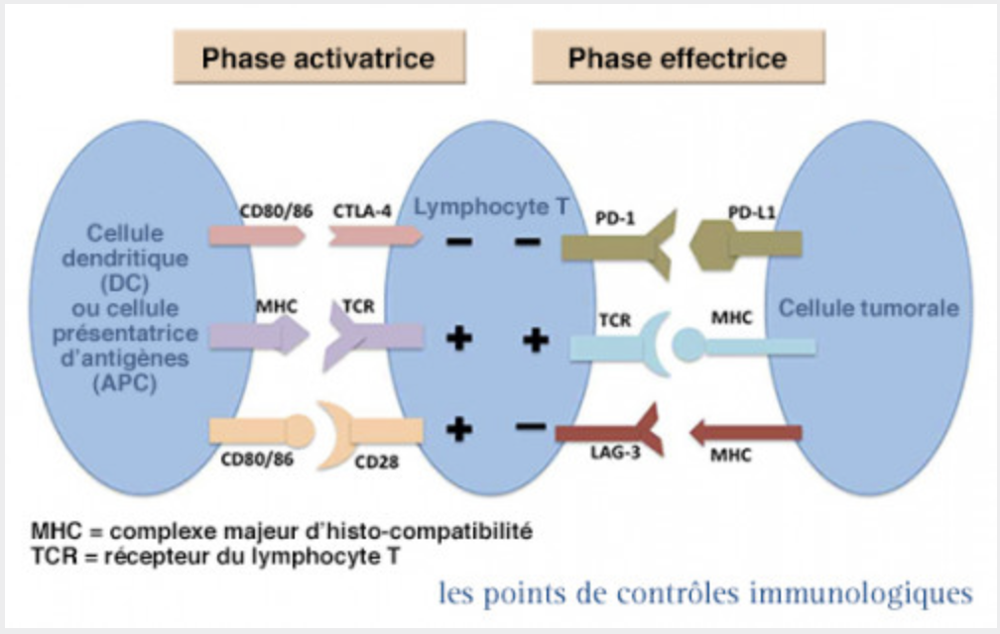 Phase activatrice
Phase effectrice
CD80/86
CTLA-4
Lymphocyte T
PD-1
PD-L1
Cellule
dendritique
(DC)
ou cellule
présentatrice
d'antigènes
(APC)
− −
MHC
TCR
TCR
MHC
Cellule tumorale
+ +
+ −
CD80/86
CD28
LAG-3
MHC
MHC = complexe majeur d'histo-compatibilité
TCR = récepteur du lymphocyte T
les points de contrôles immunologiques